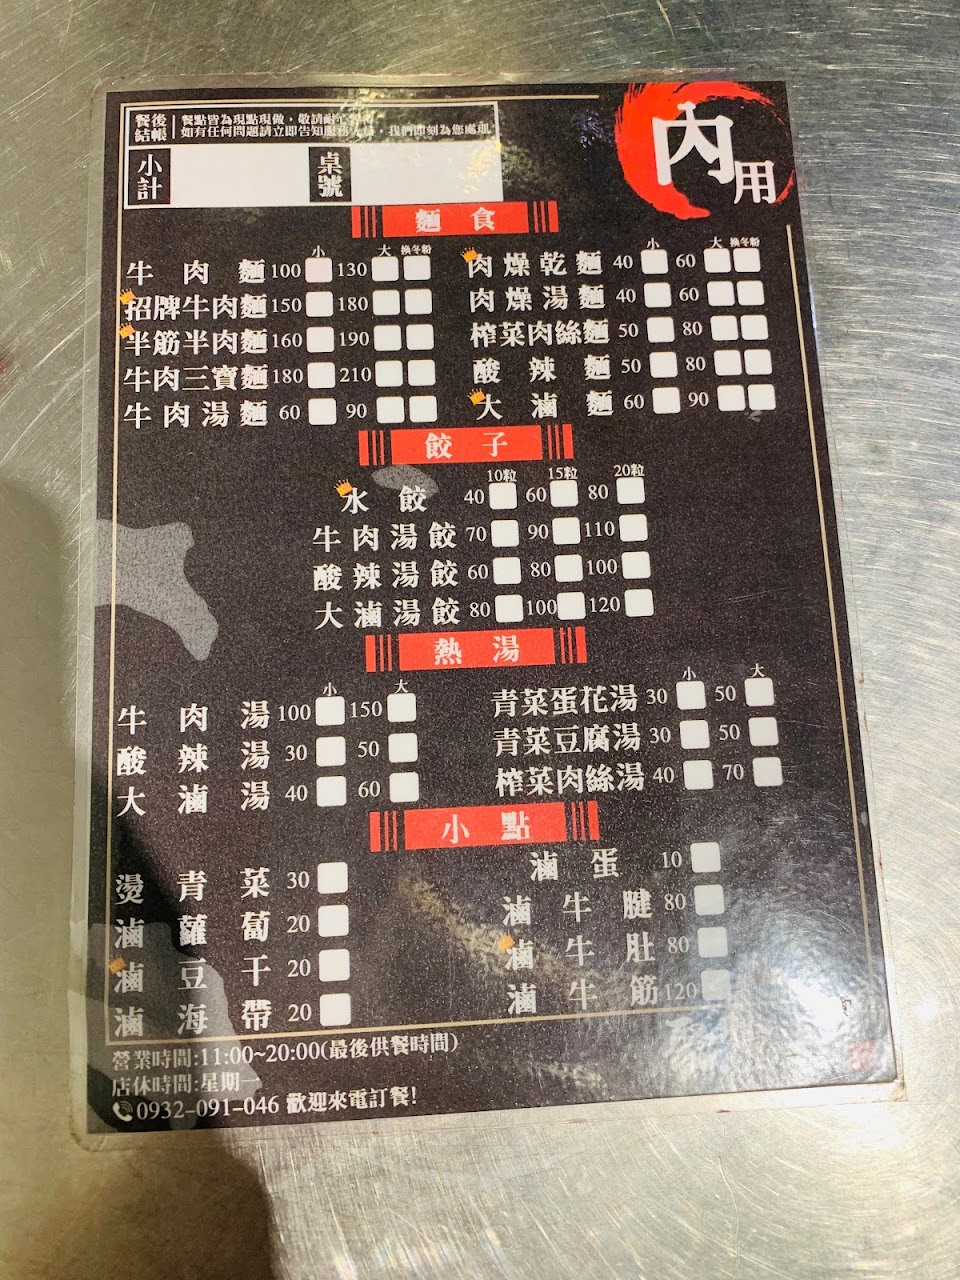 內用
餐後結帳
餐點皆為現點現做，敬請耐心
如有任何問題請立即告知服務人員，我們即刻為您處理
小計
桌號
麵食
小 大 換冬粉
牛肉麵 100 130
招牌牛肉麵 150 180
半筋半肉麵 160 190
牛肉三寶麵 180 210
牛肉湯麵 60 90
小 大 換冬粉
肉燥乾麵 40 60
肉燥湯麵 40 60
榨菜肉絲麵 50 80
酸辣麵 50 80
大滷麵 60 90
餃子
10粒 15粒 20粒
水餃 40 60 80
牛肉湯餃 70 90 110
酸辣湯餃 60 80 100
大滷湯餃 80 100 120
熱湯
小 大
牛肉湯 100 150
酸辣湯 30 50
大滷湯 40 60
小 大
青菜蛋花湯 30 50
青菜豆腐湯 30 50
榨菜肉絲湯 40 70
小點
燙青菜 30
滷蘿蔔 20
滷豆干 20
滷海帶 20
滷蛋 10
滷牛腱 80
滷牛肚 80
滷牛筋 120
營業時間:11:00~20:00(最後供餐時間)
店休時間:星期一
0932-091-046 歡迎來電訂餐!